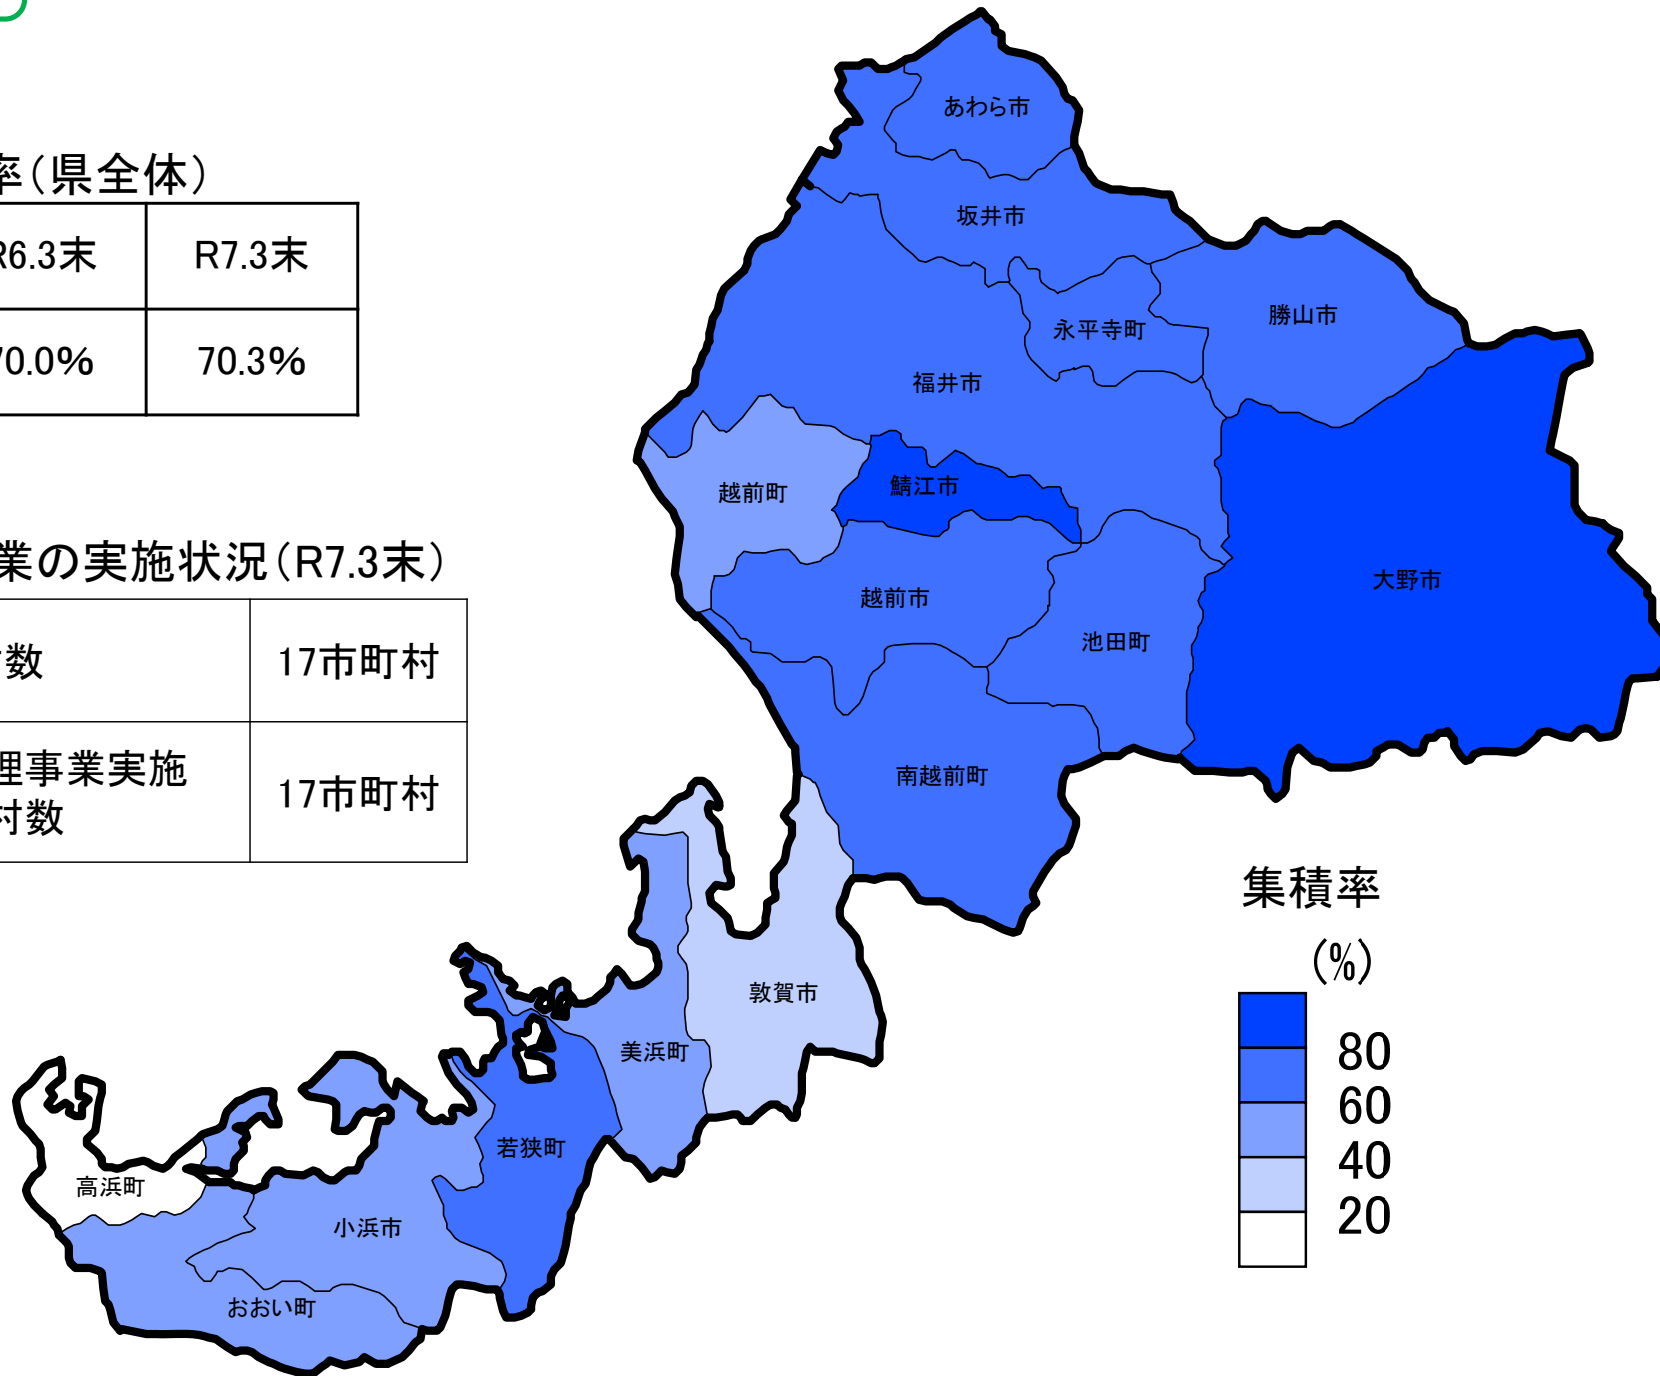 率(県全体)
R6.3末
R7.3末
70.0%
70.3%
業の実施状況(R7.3末)
村数
17市町村
理事業実施
村数
17市町村
あわら市
坂井市
永平寺町
勝山市
福井市
越前町
鯖江市
大野市
越前市
池田町
南越前町
敦賀市
美浜町
若狭町
高浜町
小浜市
おおい町
集積率
(%)
80
60
40
20